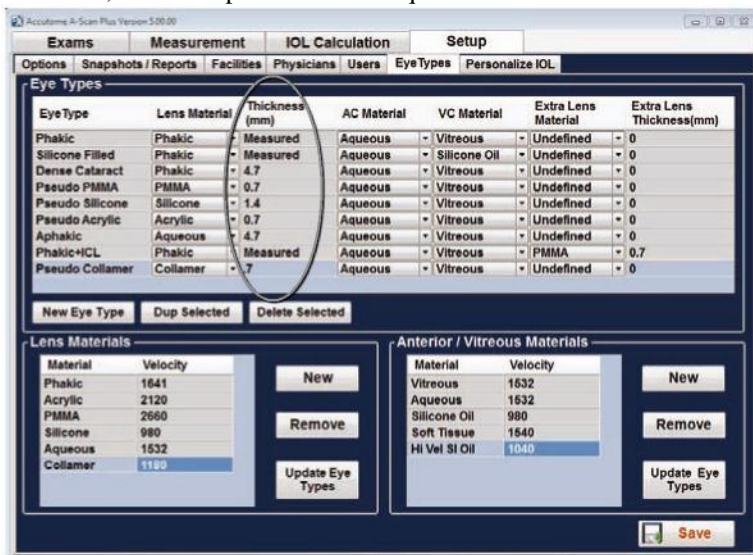 Accutome A-Scan Plus Version 5.00.00
Exams Measurement IOL Calculation Setup
Options Snapshots / Reports Facilities Physicians Users EyeTypes Personalize IOL
Eye Types
EyeType Lens Material Thickness (mm) AC Material VC Material Extra Lens Material Extra Lens Thickness(mm)
Phakic Phakic Measured Aqueous Vitreous Undefined 0
Silicone Filled Phakic Measured Aqueous Silicone Oil Undefined 0
Dense Cataract Phakic 4.7 Aqueous Vitreous Undefined 0
Pseudo PMMA PMMA 0.7 Aqueous Vitreous Undefined 0
Pseudo Silicone Silicone 1.4 Aqueous Vitreous Undefined 0
Pseudo Acrylic Acrylic 0.7 Aqueous Vitreous Undefined 0
Aphakic Aqueous 4.7 Aqueous Vitreous Undefined 0
Phakic+ICL Phakic Measured Aqueous Vitreous PMMA 0.7
Pseudo Collamer Collamer .7 Aqueous Vitreous Undefined 0
New Eye Type Dup Selected Delete Selected
Lens Materials
Material Velocity
Phakic 1641
Acrylic 2120
PMMA 2660
Silicone 980
Aqueous 1532
Collamer 1180
New
Remove
Update Eye Types
Anterior / Vitreous Materials
Material Velocity
Vitreous 1532
Aqueous 1532
Silicone Oil 980
Soft Tissue 1540
Hi Vel SI Oil 1040
New
Remove
Update Eye Types
Save